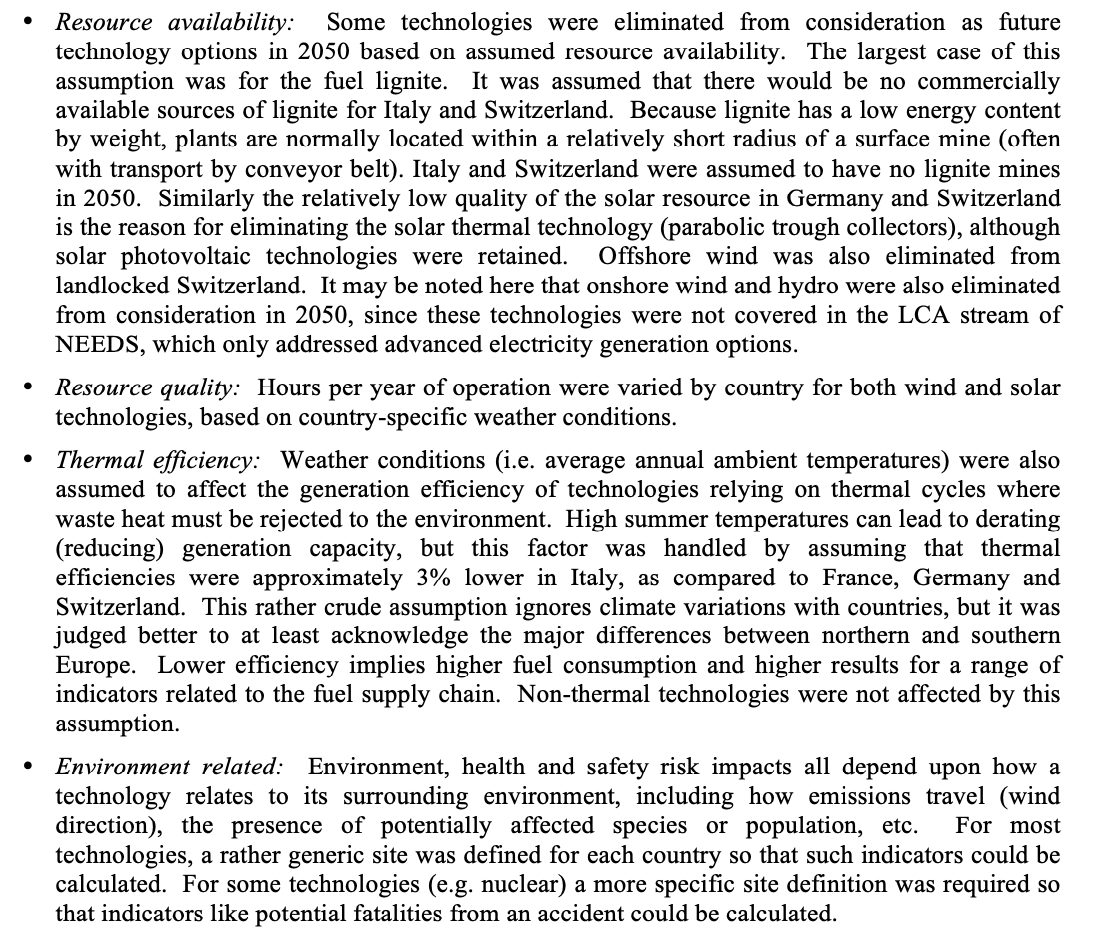 • Resource availability: Some technologies were eliminated from consideration as future
technology options in 2050 based on assumed resource availability. The largest case of this
assumption was for the fuel lignite. It was assumed that there would be no commercially
available sources of lignite for Italy and Switzerland. Because lignite has a low energy content
by weight, plants are normally located within a relatively short radius of a surface mine (often
with transport by conveyor belt). Italy and Switzerland were assumed to have no lignite mines
in 2050. Similarly the relatively low quality of the solar resource in Germany and Switzerland
is the reason for eliminating the solar thermal technology (parabolic trough collectors), although
solar photovoltaic technologies were retained. Offshore wind was also eliminated from
landlocked Switzerland. It may be noted here that onshore wind and hydro were also eliminated
from consideration in 2050, since these technologies were not covered in the LCA stream of
NEEDS, which only addressed advanced electricity generation options.
• Resource quality: Hours per year of operation were varied by country for both wind and solar
technologies, based on country-specific weather conditions.
• Thermal efficiency: Weather conditions (i.e. average annual ambient temperatures) were also
assumed to affect the generation efficiency of technologies relying on thermal cycles where
waste heat must be rejected to the environment. High summer temperatures can lead to derating
(reducing) generation capacity, but this factor was handled by assuming that thermal
efficiencies were approximately 3% lower in Italy, as compared to France, Germany and
Switzerland. This rather crude assumption ignores climate variations with countries, but it was
judged better to at least acknowledge the major differences between northern and southern
Europe. Lower efficiency implies higher fuel consumption and higher results for a range of
indicators related to the fuel supply chain. Non-thermal technologies were not affected by this
assumption.
• Environment related: Environment, health and safety risk impacts all depend upon how a
technology relates to its surrounding environment, including how emissions travel (wind
direction), the presence of potentially affected species or population, etc. For most
technologies, a rather generic site was defined for each country so that such indicators could be
calculated. For some technologies (e.g. nuclear) a more specific site definition was required so
that indicators like potential fatalities from an accident could be calculated.